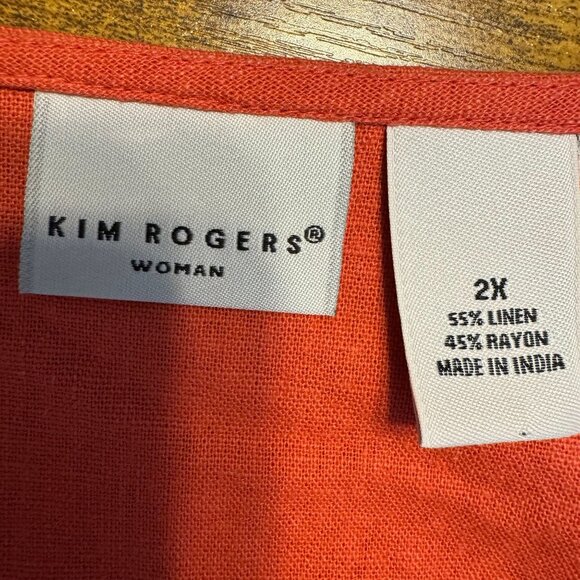 KIM ROGERS®
WOMAN
2X
55% LINEN
45% RAYON
MADE IN INDIA